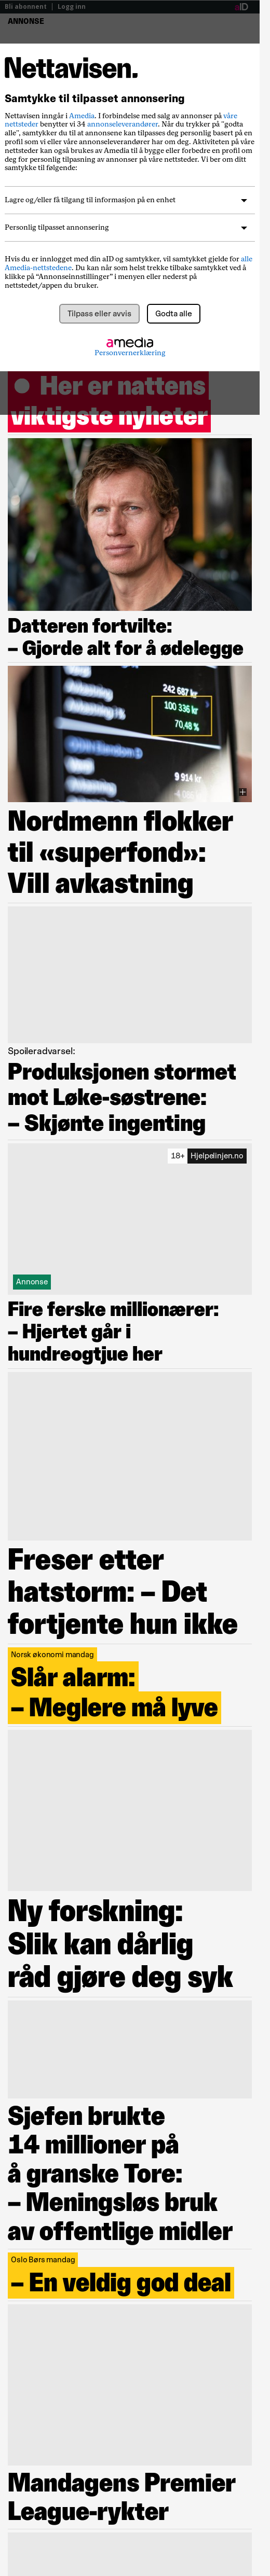 Bli abonnent | Logg inn
aID
ANNONSE
Nettavisen.
Samtykke til tilpasset annonsering
Nettavisen inngår i Amedia. I forbindelse med salg av annonser på våre
nettsteder benytter vi 34 annonseleverandører. Når du trykker på "godta
alle", samtykker du til at annonser kan tilpasses deg personlig basert på en
profil som vi eller våre annonseleverandører har om deg. Aktiviteten på våre
nettsteder kan også brukes av Amedia til å bygge eller forbedre en profil om
deg for personlig tilpasning av annonser på våre nettsteder. Vi ber om ditt
samtykke til følgende:
Lagre og/eller få tilgang til informasjon på en enhet
Personlig tilpasset annonsering
Hvis du er innlogget med din aID og samtykker, vil samtykket gjelde for alle
Amedia-nettstedene. Du kan når som helst trekke tilbake samtykket ved å
klikke på “Annonseinnstillinger” i menyen eller nederst på
nettstedet/appen du bruker.
Tilpass eller avvis
Godta alle
amedia
Personvernerklæring
Her er nattens
viktigste nyheter
Datteren fortvilte:
– Gjorde alt for å ødelegge
242 687 kr
100 336 kr
70,48 %
9 914 kr
Nordmenn flokker
til «superfond»:
Vill avkastning
Spoileradvarsel:
Produksjonen stormet
mot Løke-søstrene:
– Skjønte ingenting
18+ Hjelpelinjen.no
Annonse
Fire ferske millionærer:
– Hjertet går i
hundreogtjue her
Freser etter
hatstorm: – Det
fortjente hun ikke
Norsk økonomi mandag
Slår alarm:
– Meglere må lyve
Ny forskning:
Slik kan dårlig
råd gjøre deg syk
Sjefen brukte
14 millioner på
å granske Tore:
– Meningsløs bruk
av offentlige midler
Oslo Børs mandag
– En veldig god deal
Mandagens Premier
League-rykter